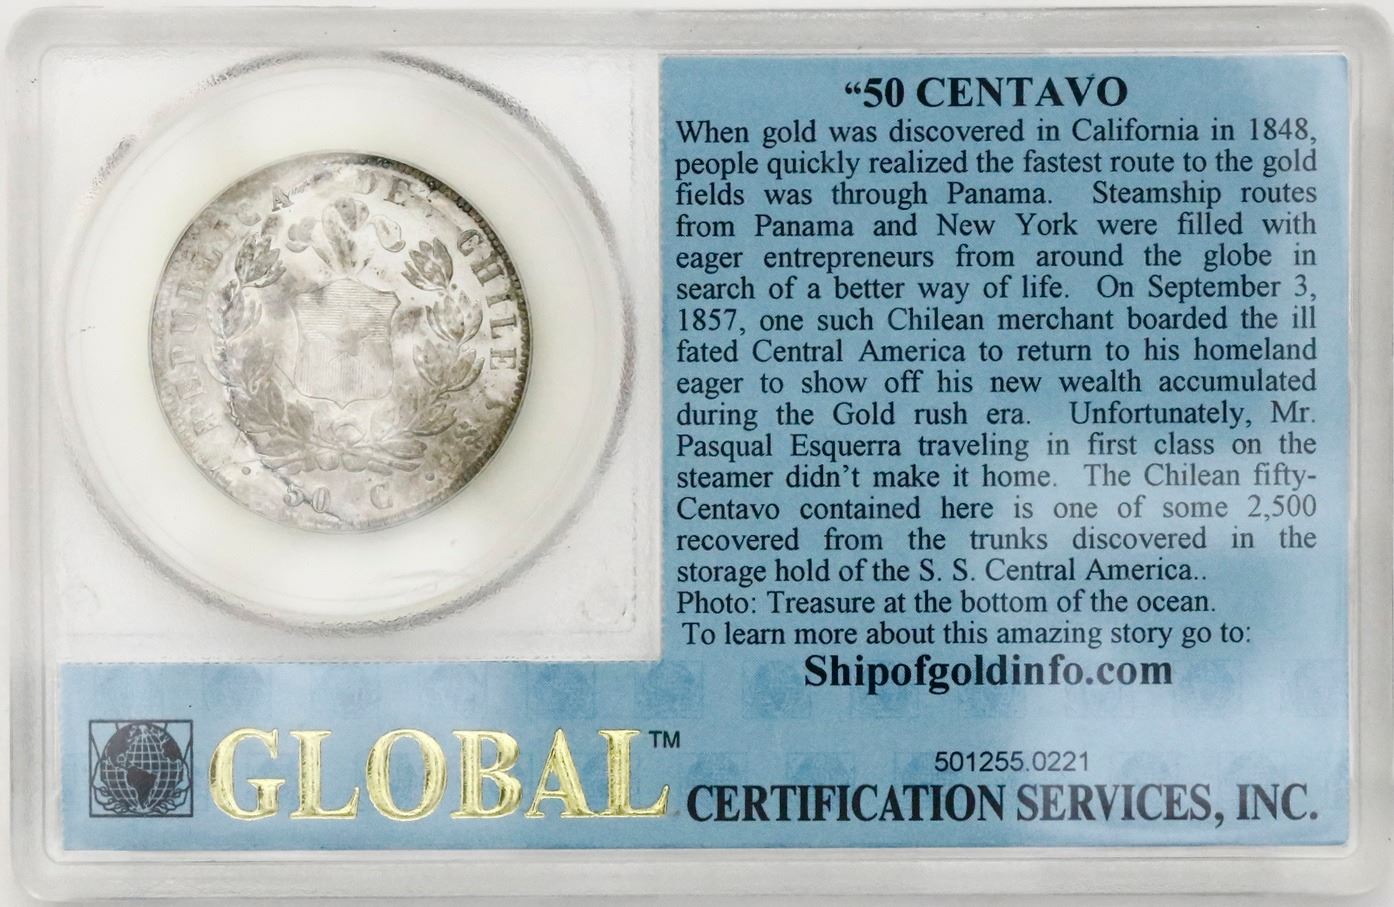 REPUBLICA DE CHILE
50 C
“50 CENTAVO
When gold was discovered in California in 1848,
people quickly realized the fastest route to the gold
fields was through Panama. Steamship routes
from Panama and New York were filled with
eager entrepreneurs from around the globe in
search of a better way of life. On September 3,
1857, one such Chilean merchant boarded the ill
fated Central America to return to his homeland
eager to show off his new wealth accumulated
during the Gold rush era. Unfortunately, Mr.
Pasqual Esquerra traveling in first class on the
steamer didn’t make it home. The Chilean fifty-
Centavo contained here is one of some 2,500
recovered from the trunks discovered in the
storage hold of the S. S. Central America..
Photo: Treasure at the bottom of the ocean.
To learn more about this amazing story go to:
Shipofgoldinfo.com
501255.0221
GLOBAL™ CERTIFICATION SERVICES, INC.